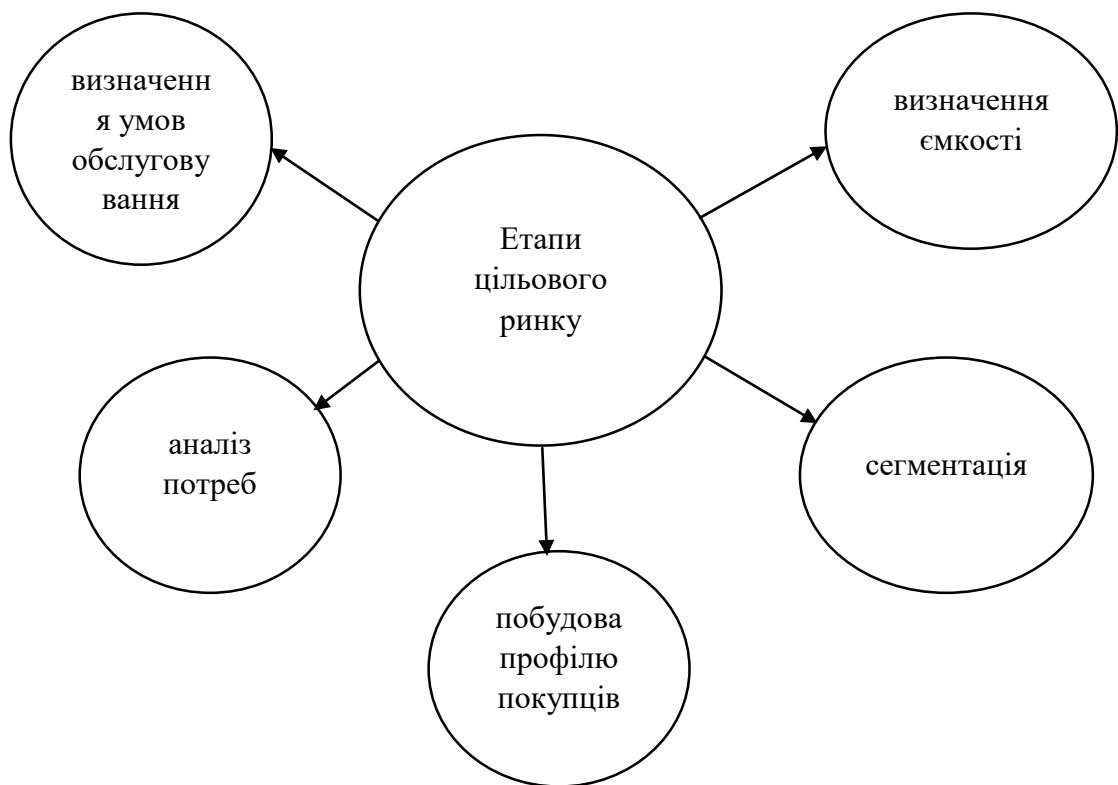 визначенн
я умов
обслугову
вання
визначення
ємкості
Етапи
цільового
ринку
аналіз
потреб
сегментація
побудова
профілю
покупців